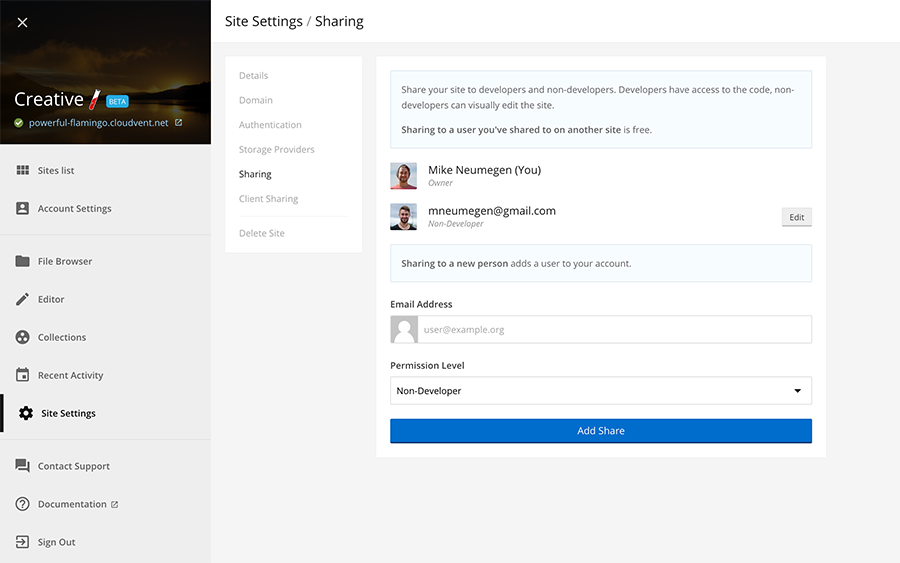 Creative BETA
powerful-flamingo.cloudvent.net
Sites list
Account Settings
File Browser
Editor
Collections
Recent Activity
Site Settings
Contact Support
Documentation
Sign Out
Site Settings / Sharing
Details
Domain
Authentication
Storage Providers
Sharing
Client Sharing
Delete Site
Share your site to developers and non-developers. Developers have access to the code, non-
developers can visually edit the site.
Sharing to a user you've shared to on another site is free.
Mike Neumegen (You)
Owner
mneumegen@gmail.com
Non-Developer
Edit
Sharing to a new person adds a user to your account.
Email Address
user@example.org
Permission Level
Non-Developer
Add Share